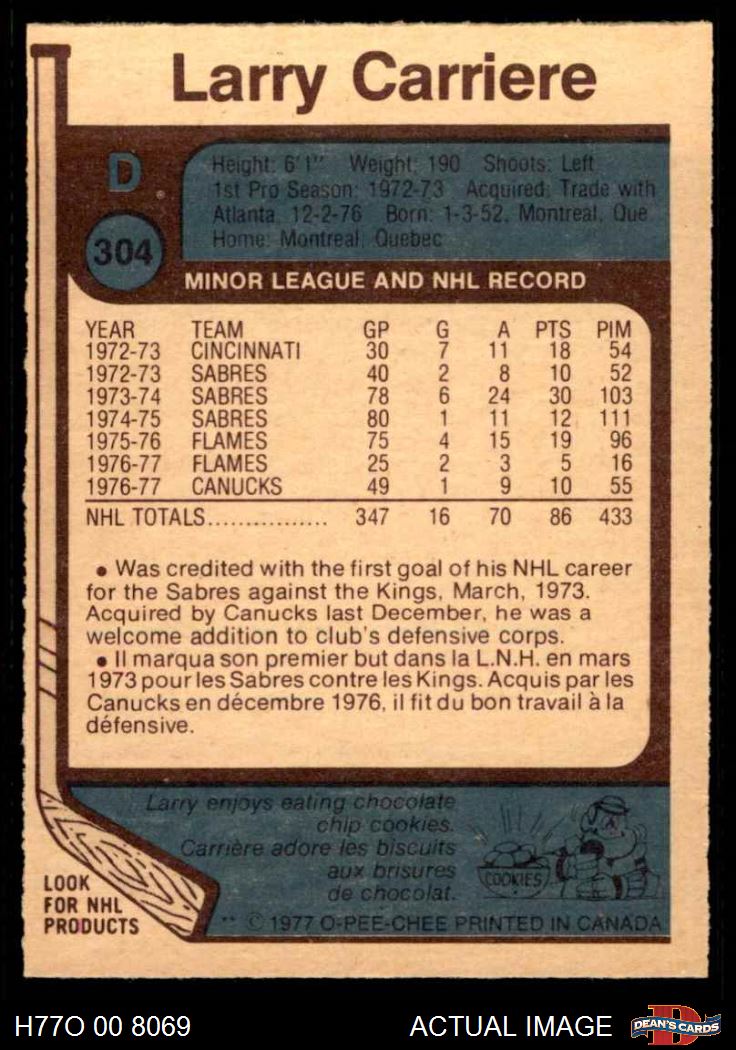 Larry Carriere
D
304
Height: 6'1" Weight: 190 Shoots: Left
1st Pro Season: 1972-73 Acquired: Trade with
Atlanta, 12-2-76 Born: 1-3-52, Montreal, Que
Home: Montreal, Quebec
MINOR LEAGUE AND NHL RECORD
YEAR TEAM GP G A PTS PIM
1972-73 CINCINNATI 30 7 11 18 54
1972-73 SABRES 40 2 8 10 52
1973-74 SABRES 78 6 24 30 103
1974-75 SABRES 80 1 11 12 111
1975-76 FLAMES 75 4 15 19 96
1976-77 FLAMES 25 2 3 5 16
1976-77 CANUCKS 49 1 9 10 55
NHL TOTALS................ 347 16 70 86 433
• Was credited with the first goal of his NHL career
for the Sabres against the Kings, March, 1973.
Acquired by Canucks last December, he was a
welcome addition to club's defensive corps.
• Il marqua son premier but dans la L.N.H. en mars
1973 pour les Sabres contre les Kings. Acquis par les
Canucks en décembre 1976, il fit du bon travail à la
défensive.
Larry enjoys eating chocolate
chip cookies.
Carrière adore les biscuits
aux brisures
de chocolat.
COOKIES
LOOK
FOR NHL
PRODUCTS
** © 1977 O-PEE-CHEE PRINTED IN CANADA
H77O 00 8069
ACTUAL IMAGE
D
DEAN'S CARDS